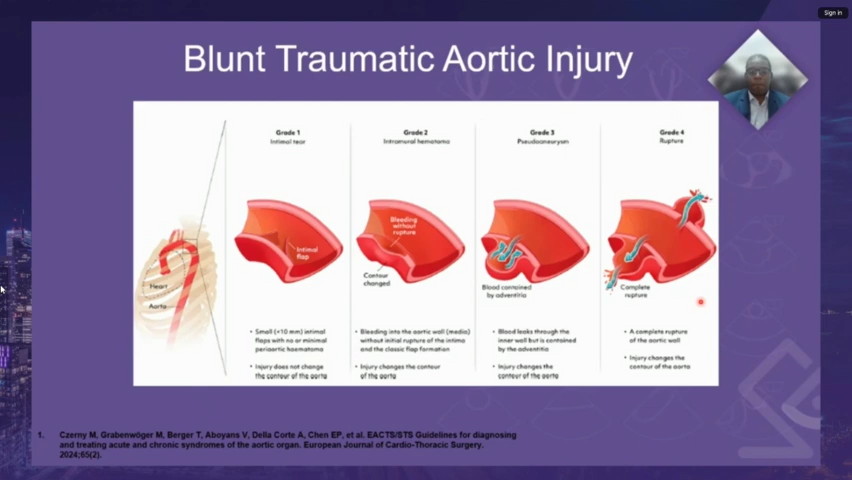 Sign in
Blunt Traumatic Aortic Injury
Grade 1
Intimal tear
Grade 2
Intramural hematoma
Grade 3
Pseudoaneurysm
Grade 4
Rupture
Intimal
flap
Bleeding
without
rupture
Contour
changed
Blood contained
by adventitia
Complete
rupture
Heart
Aorta
• Small (<10 mm) intimal
flaps with no or minimal
periaortic haematoma
• Injury does not change
the contour of the aorta
• Bleeding into the aortic wall (media)
without initial rupture of the intima
and the classic flap formation
• Injury changes the contour
of the aorta
• Blood leaks through the
inner wall but is contained
by the adventitia
• Injury changes the
contour of the aorta
• A complete rupture
of the aortic wall
• Injury changes the
contour of the aorta
1. Czerny M, Grabenwöger M, Berger T, Aboyans V, Della Corte A, Chen EP, et al. EACTS/STS Guidelines for diagnosing
and treating acute and chronic syndromes of the aortic organ. European Journal of Cardio-Thoracic Surgery.
2024;65(2).